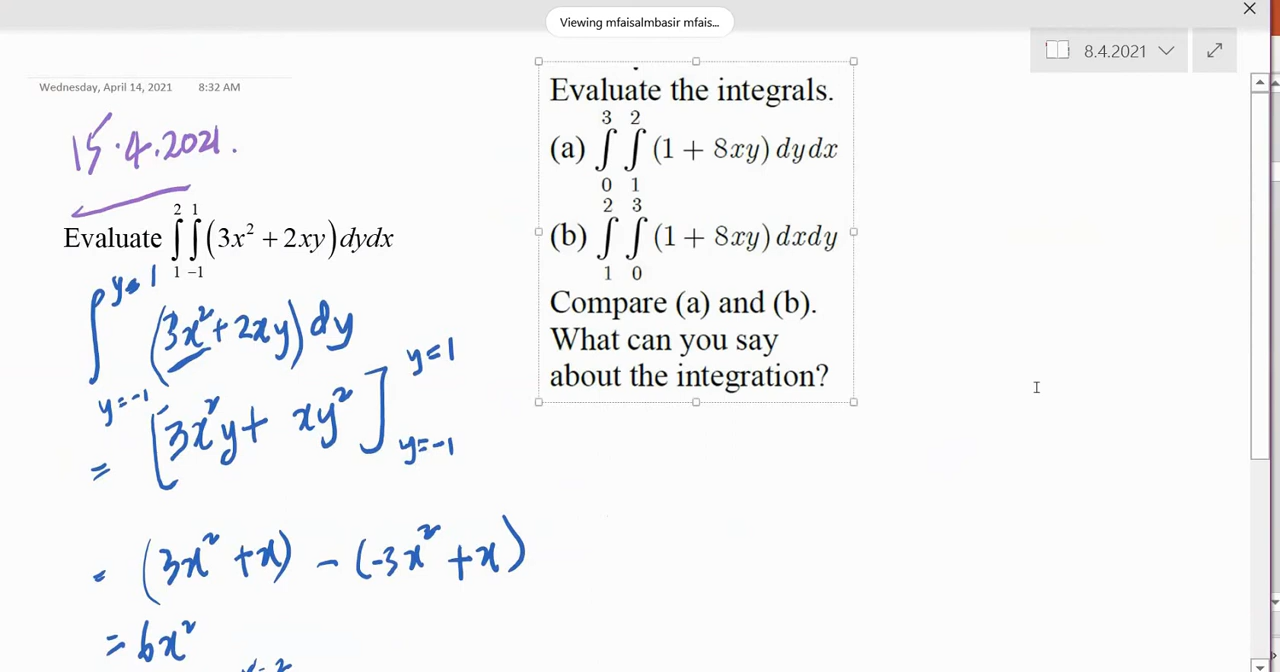 Viewing mfaisalmbasir mfais...
8.4.2021
Wednesday, April 14, 2021 8:32 AM
15.4.2021.
Evaluate ∫₁² ∫₋₁¹ (3x² + 2xy) dydx
∫_{y=-1}^{y=1} (3x² + 2xy) dy
= [3x²y + xy²]_{y=-1}^{y=1}
= (3x² + x) - (-3x² + x)
= 6x²
Evaluate the integrals.
(a) ∫₀³ ∫₁² (1 + 8xy) dydx
(b) ∫₁² ∫₀³ (1 + 8xy) dxdy
Compare (a) and (b).
What can you say
about the integration?